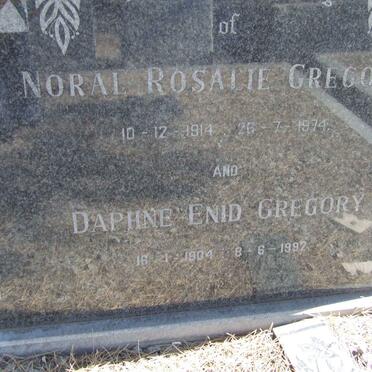 of
NORAL ROSALIE GREGO
10-12-1914 26-7-1974
AND
DAPHNE ENID GREGORY
18-1-1904 8-6-1992